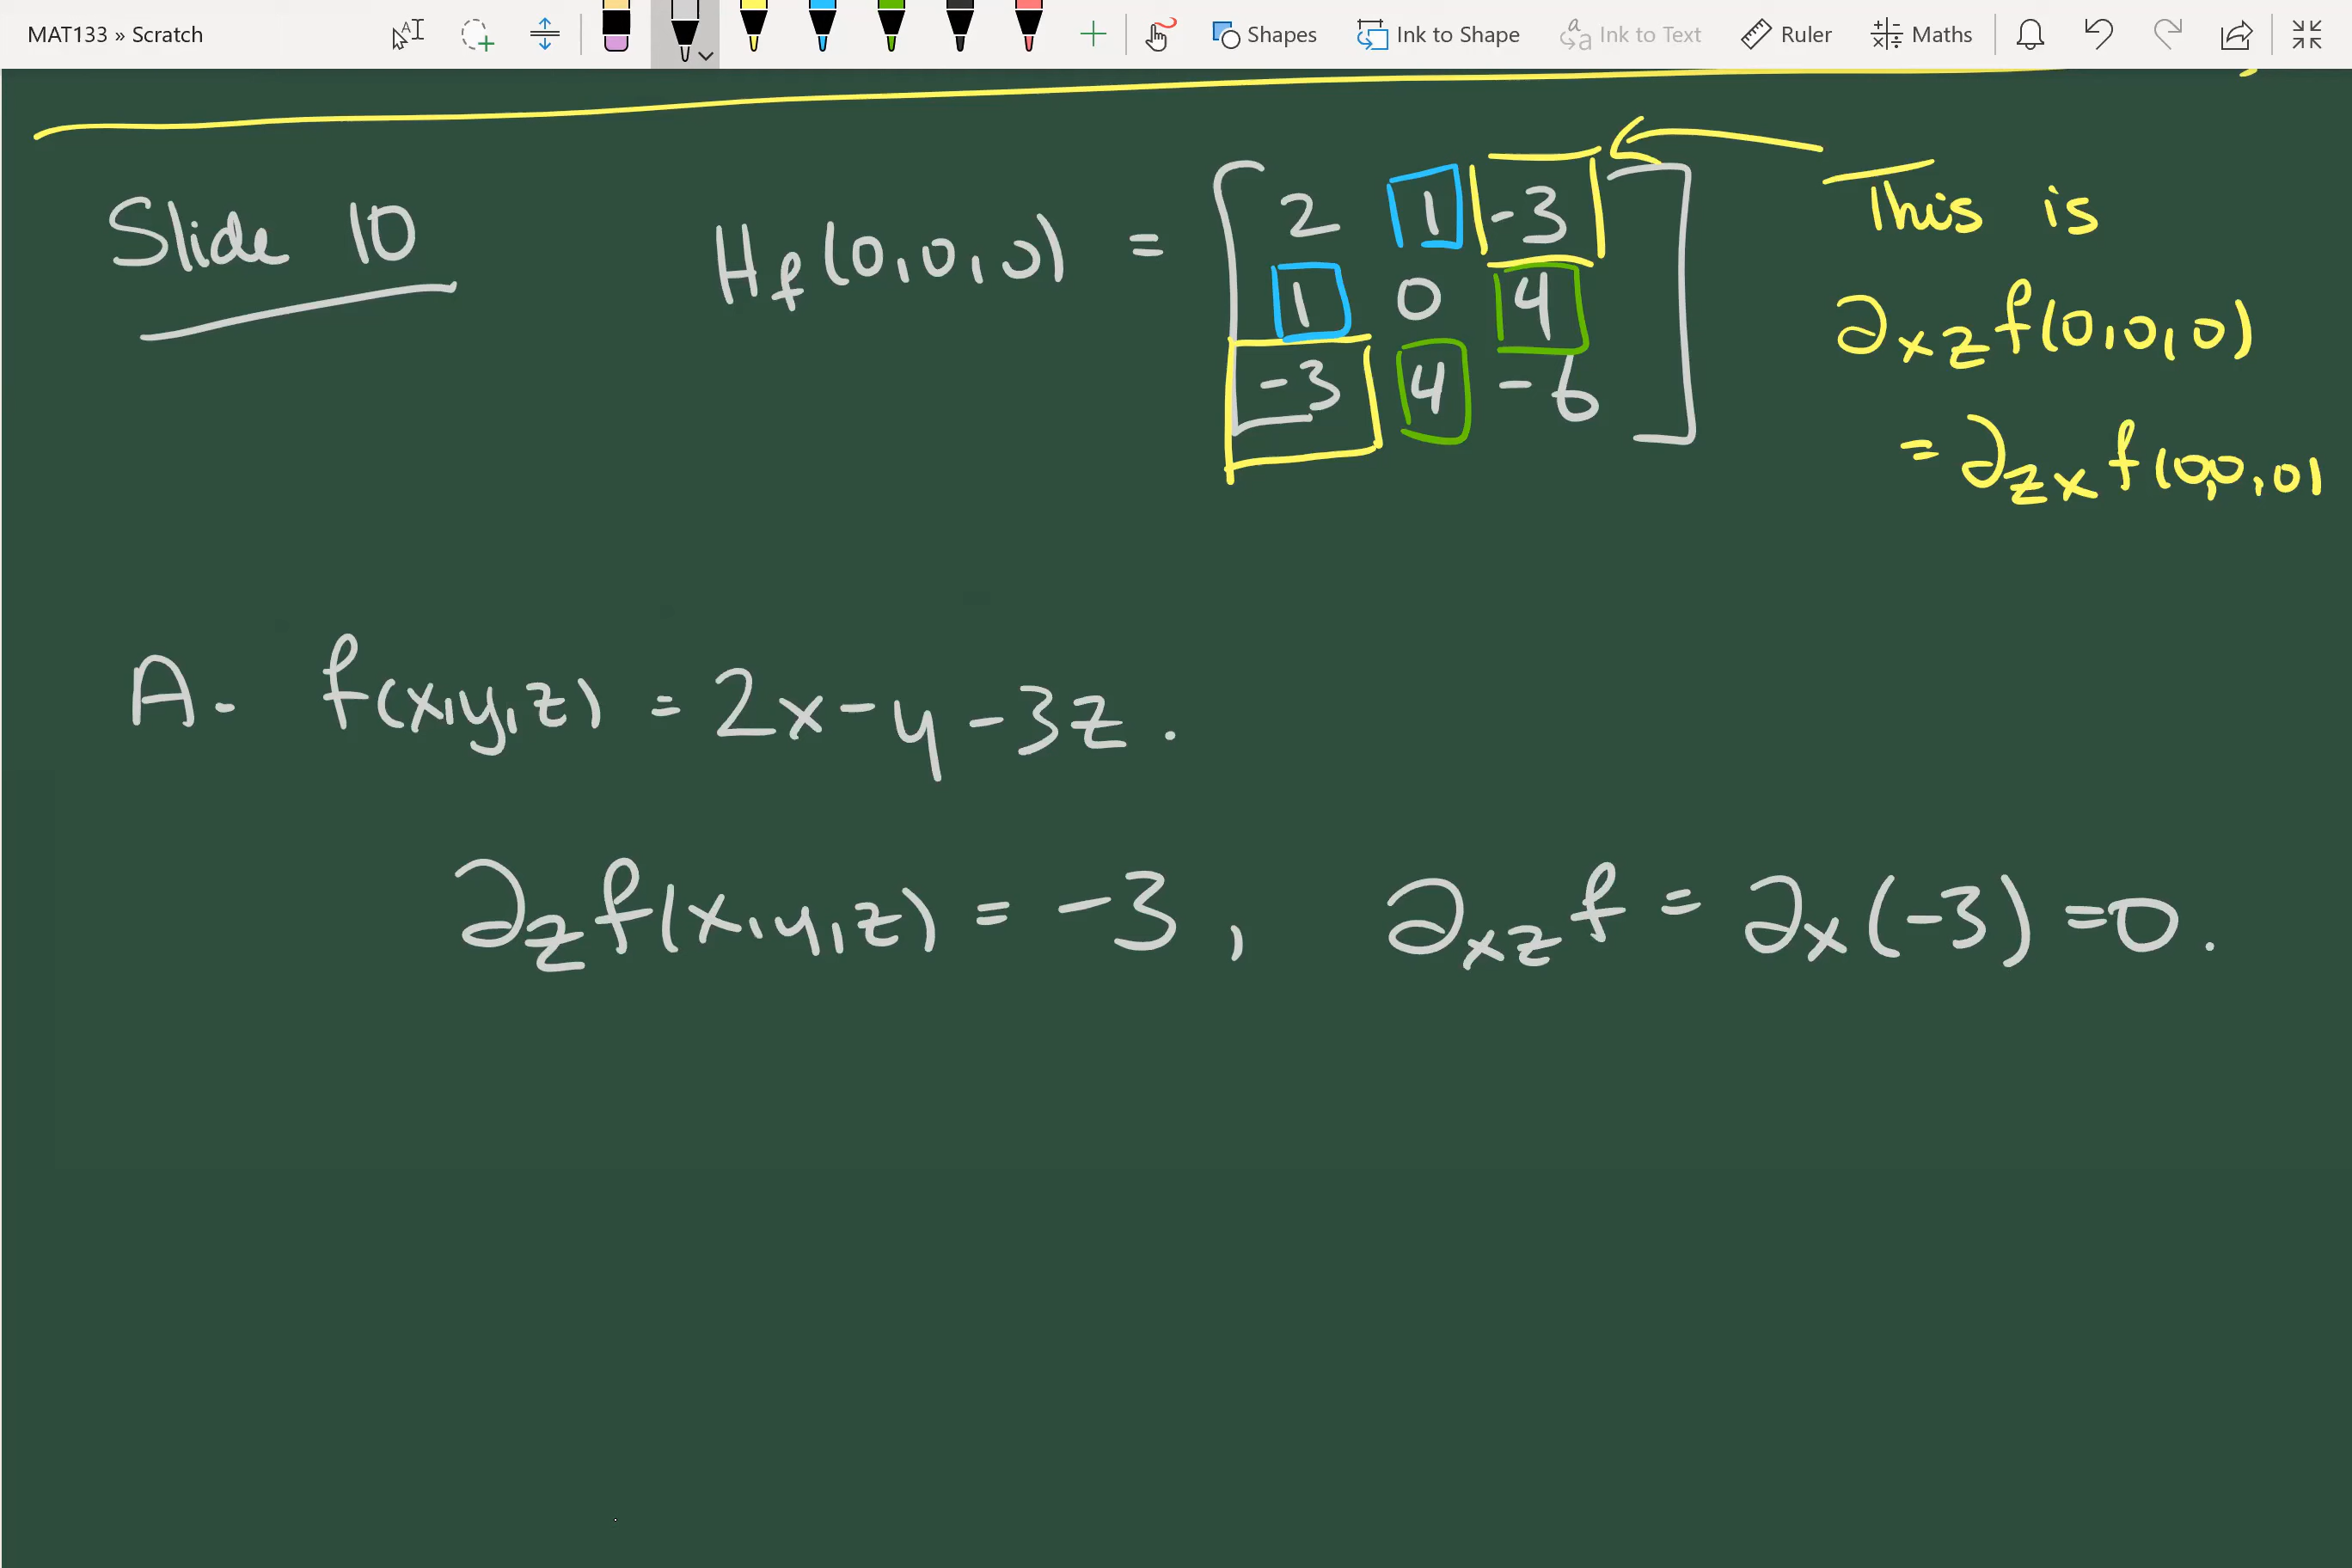 MAT133 » Scratch
Shapes
Ink to Shape
Ink to Text
Ruler
Maths
Slide 10
H_f(0,0,0) = [2 1 -3
1 0 4
-3 4 -6]
This is
∂_xz f(0,0,0)
= ∂_zx f(0,0,0)
A. f(x,y,z) = 2x - y - 3z.
∂_z f(x,y,z) = -3, ∂_xz f = ∂_x(-3) = 0.